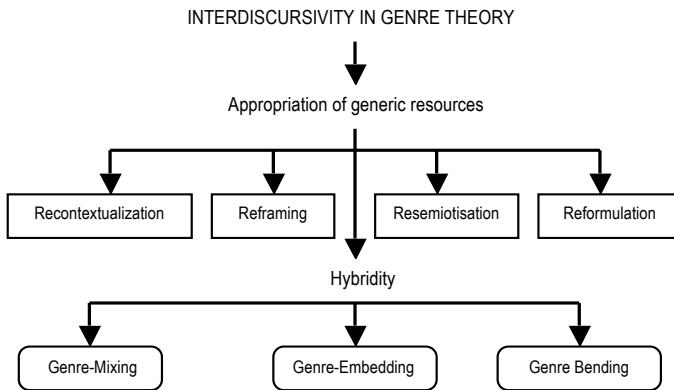 INTERDISCURSIVITY IN GENRE THEORY
Appropriation of generic resources
Recontextualization
Reframing
Resemiotisation
Reformulation
Hybridity
Genre-Mixing
Genre-Embedding
Genre Bending